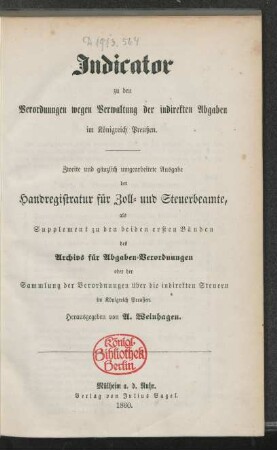 Indicator
zu den
Verordnungen wegen Verwaltung der indirekten Abgaben
im Königreich Preußen.
Zweite und gänzlich umgearbeitete Ausgabe
der
Handregistratur für Zoll- und Steuerbeamte,
als
Supplement zu den beiden ersten Bänden
des
Archivs für Abgaben-Verordnungen
oder der
Sammlung der Verordnungen über die indirekten Steuern
im Königreich Preußen.
Herausgegeben von A. Weinhagen.
Königl.
Bibliothek
Berlin.
Mülheim a. d. Ruhr.
Verlag von Julius Bagel.
1860.